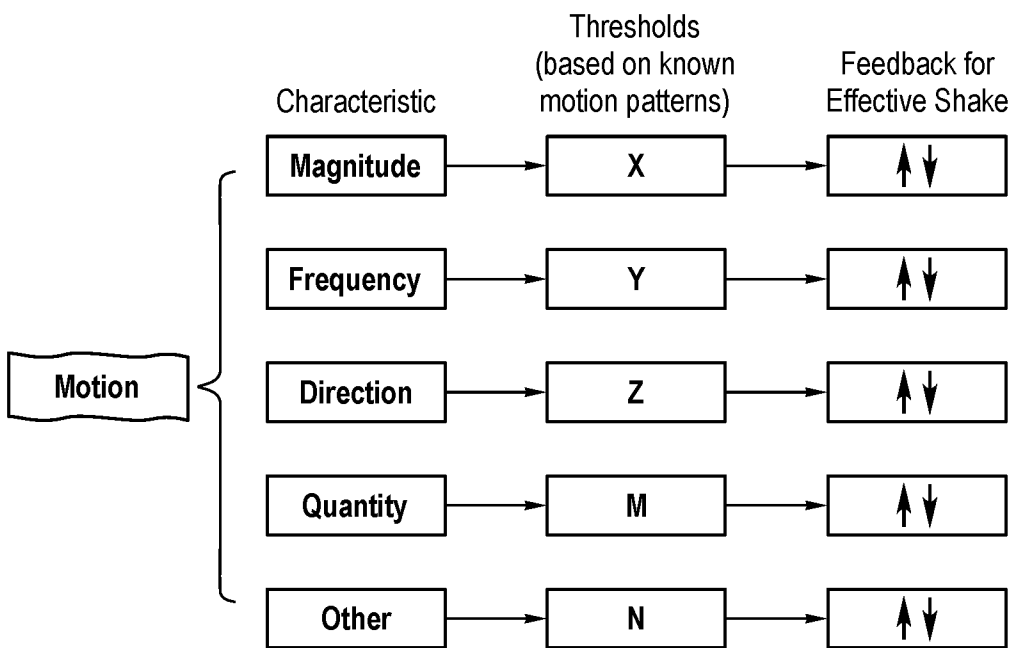 Characteristic
Thresholds
(based on known
motion patterns)
Feedback for
Effective Shake
Magnitude
X
Frequency
Y
Motion
Direction
Z
Quantity
M
Other
N